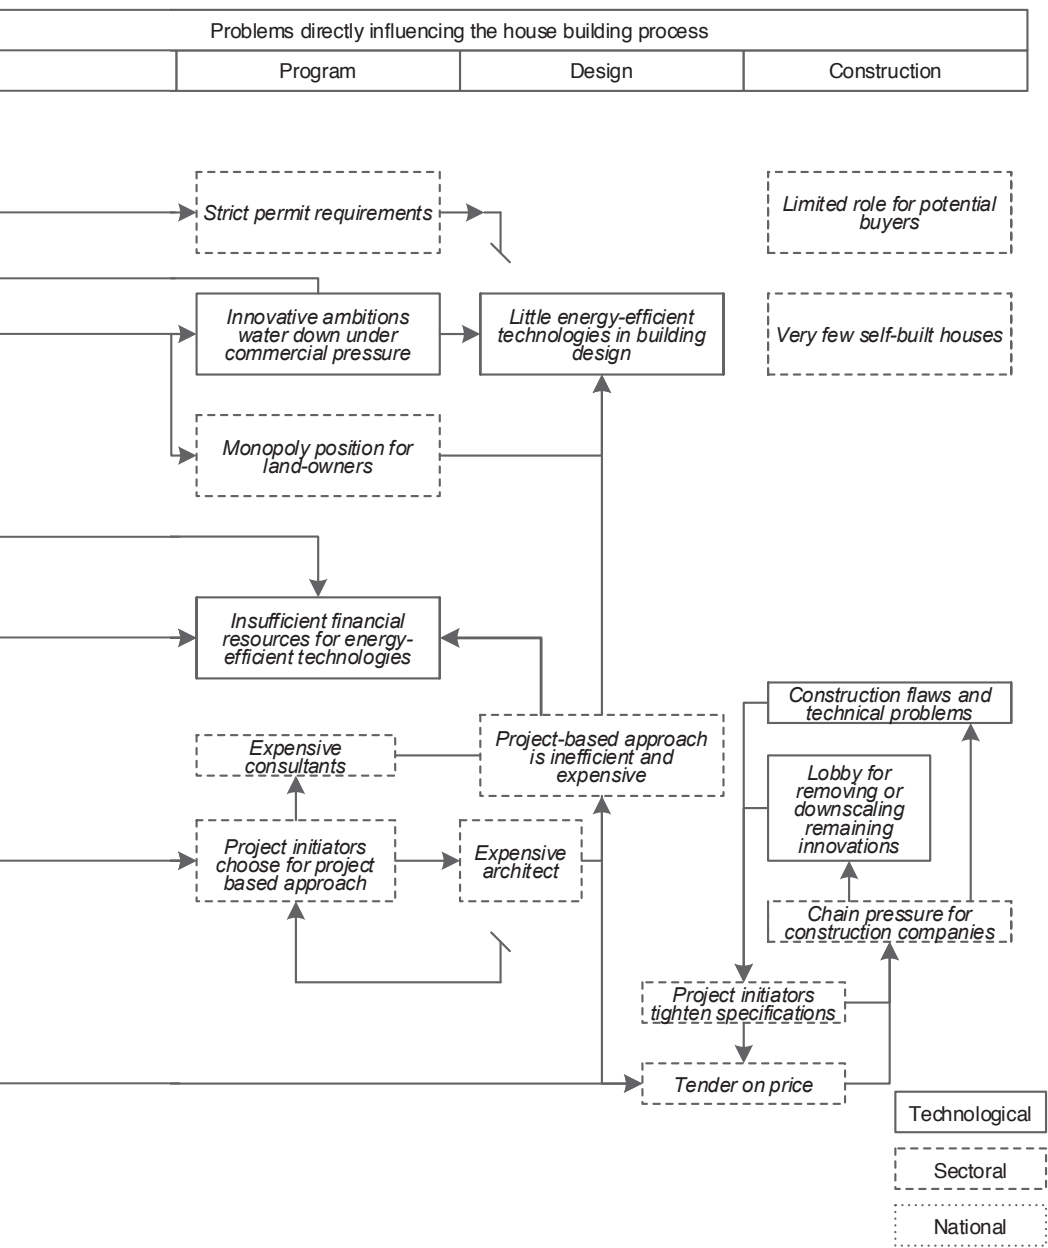 Problems directly influencing the house building process
Program
Design
Construction
Strict permit requirements
Limited role for potential
buyers
Innovative ambitions
water down under
commercial pressure
Little energy-efficient
technologies in building
design
Very few self-built houses
Monopoly position for
land-owners
Insufficient financial
resources for energy-
efficient technologies
Construction flaws and
technical problems
Expensive
consultants
Project-based approach
is inefficient and
expensive
Lobby for
removing or
downscaling
remaining
innovations
Project initiators
choose for project
based approach
Expensive
architect
Chain pressure for
construction companies
Project initiators
tighten specifications
Tender on price
Technological
Sectoral
National